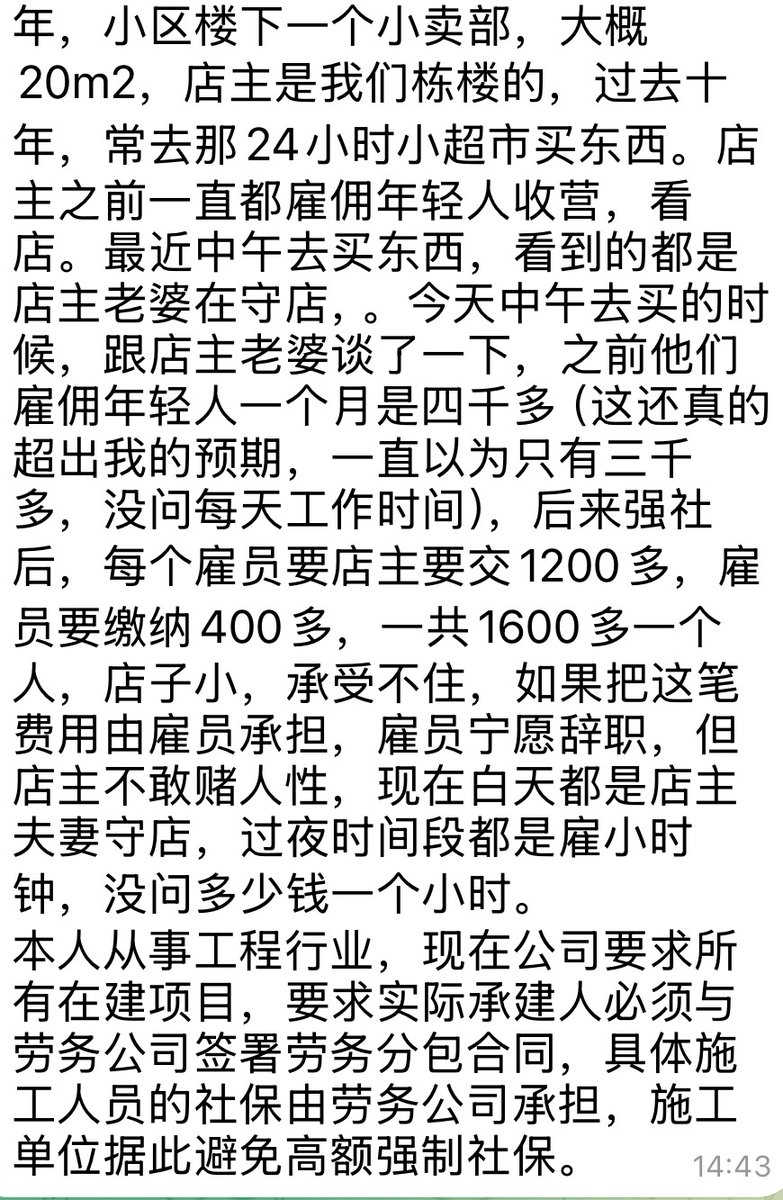 年，小区楼下一个小卖部，大概
20m2，店主是我们栋楼的，过去十
年，常去那24小时小超市买东西。店
主之前一直都雇佣年轻人收营，看
店。最近中午去买东西，看到的都是
店主老婆在守店，。今天中午去买的时
候，跟店主老婆谈了一下，之前他们
雇佣年轻人一个月是四千多（这还真的
超出我的预期，一直以为只有三千
多，没问每天工作时间），后来强社
后，每个雇员要店主要交1200多，雇
员要缴纳400多，一共1600多一个
人，店子小，承受不住，如果把这笔
费用由雇员承担，雇员宁愿辞职，但
店主不敢赌人性，现在白天都是店主
夫妻守店，过夜时间段都是雇小时
钟，没问多少钱一个小时。
本人从事工程行业，现在公司要求所
有在建项目，要求实际承建人必须与
劳务公司签署劳务分包合同，具体施
工人员的社保由劳务公司承担，施工
单位据此避免高额强制社保。
14:43